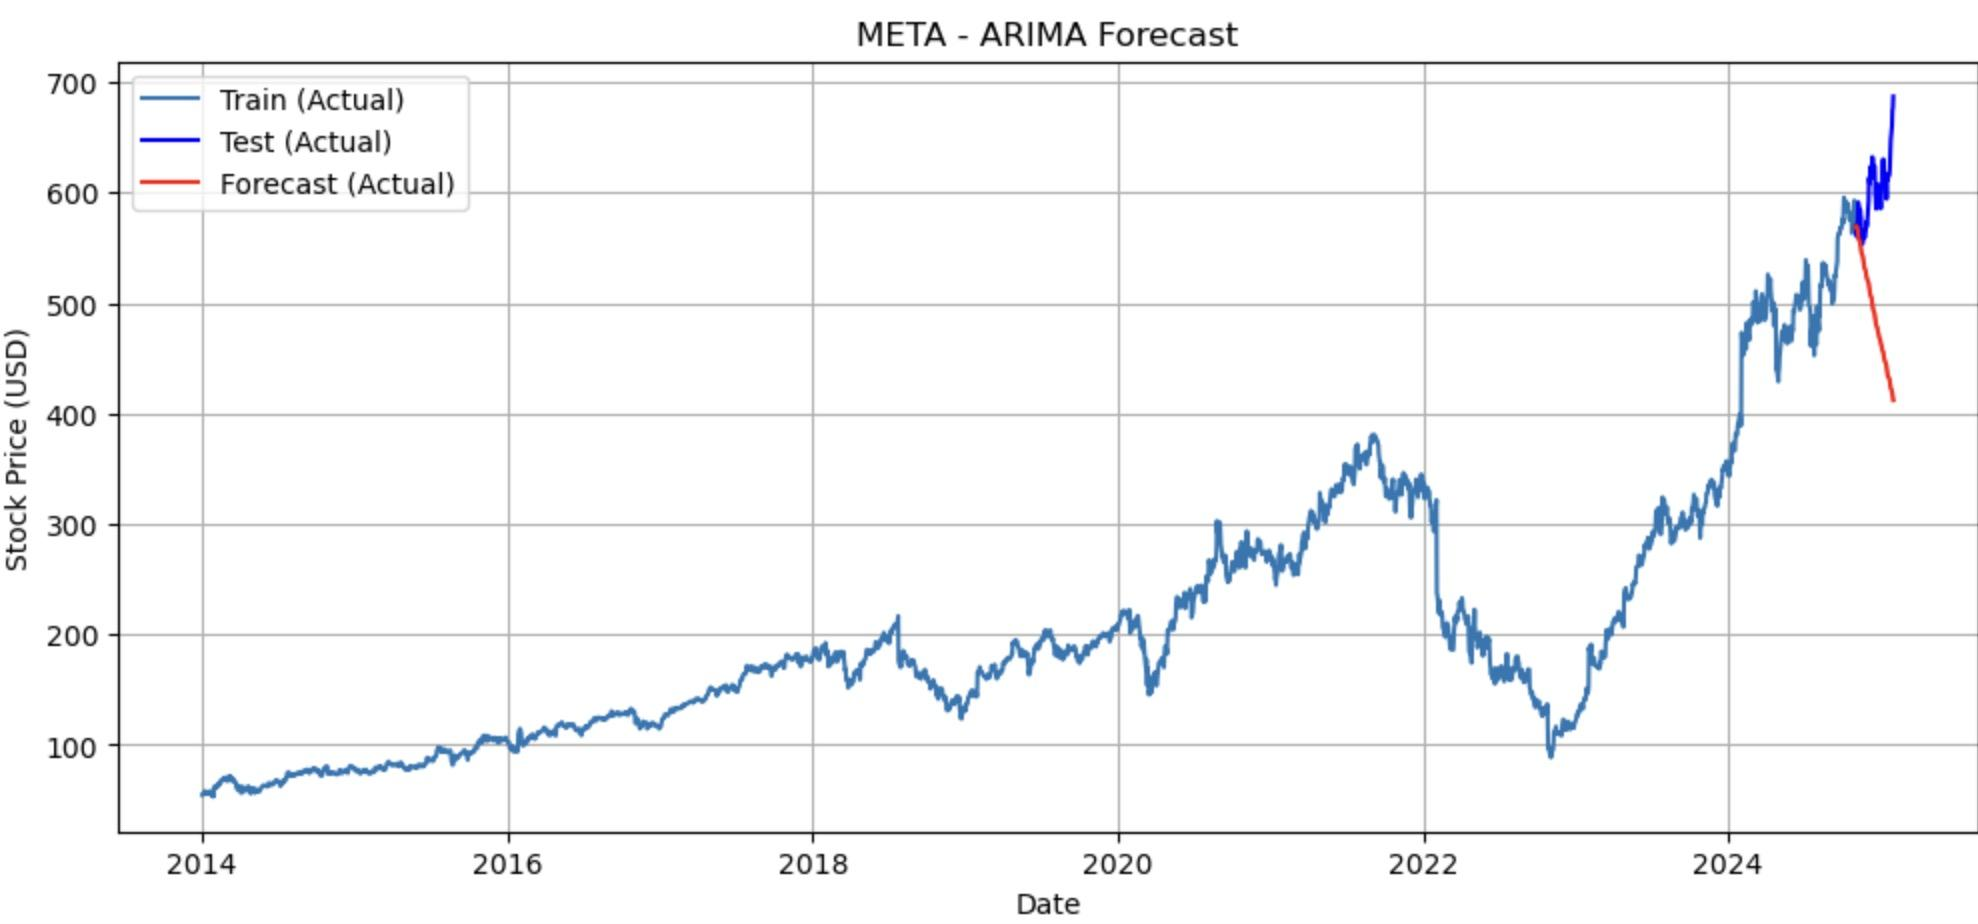 META - ARIMA Forecast
Train (Actual)
Test (Actual)
Forecast (Actual)
Stock Price (USD)
700
600
500
400
300
200
100
2014 2016 2018 2020 2022 2024
Date